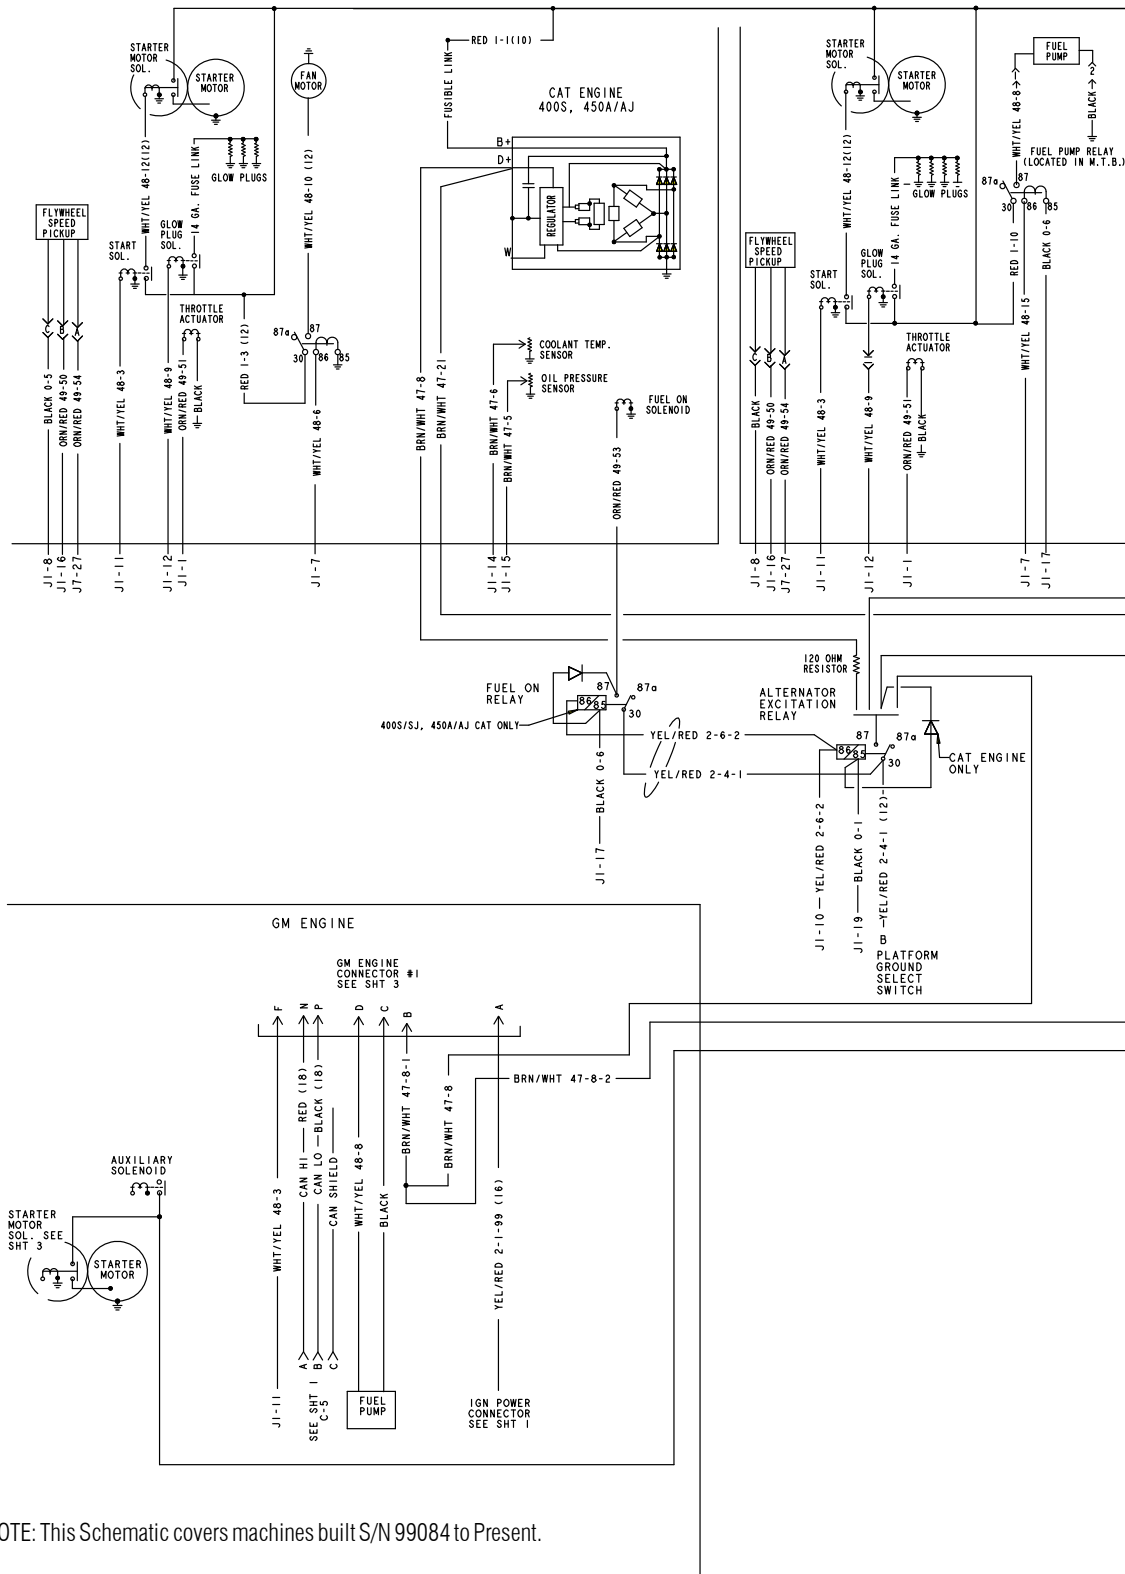 RED 1-1(10)
STARTER
MOTOR
SOL.
STARTER
MOTOR
FAN
MOTOR
FUSIBLE LINK
CAT ENGINE
400S, 450A/AJ
B+
D+
W
REGULATOR
WHT/YEL 48-12(12)
14 GA. FUSE LINK
GLOW PLUGS
WHT/YEL 48-10 (12)
FLYWHEEL
SPEED
PICKUP
START
SOL.
GLOW
PLUG
SOL.
THROTTLE
ACTUATOR
C
B
A
BLACK 0-5
ORN/RED 49-50
ORN/RED 49-54
WHT/YEL 48-3
WHT/YEL 48-9
ORN/RED 49-51
BLACK
RED 1-3 (12)
87a
87
30
86
85
WHT/YEL 48-6
BRN/WHT 47-8
BRN/WHT 47-21
COOLANT TEMP.
SENSOR
OIL PRESSURE
SENSOR
BRN/WHT 47-6
BRN/WHT 47-5
FUEL ON
SOLENOID
ORN/RED 49-53
J1-8
J1-16
J7-27
J1-11
J1-12
J1-1
J1-7
J1-14
J1-15
STARTER
MOTOR
SOL.
STARTER
MOTOR
FUEL
PUMP
1
2
WHT/YEL 48-8
BLACK
FUEL PUMP RELAY
(LOCATED IN M.T.B.)
WHT/YEL 48-12(12)
14 GA. FUSE LINK
GLOW PLUGS
87a
87
30
86
85
RED 1-10
BLACK 0-6
WHT/YEL 48-15
FLYWHEEL
SPEED
PICKUP
START
SOL.
GLOW
PLUG
SOL.
THROTTLE
ACTUATOR
C
B
A
BLACK
ORN/RED 49-50
ORN/RED 49-54
WHT/YEL 48-3
WHT/YEL 48-9
ORN/RED 49-51
BLACK
J1-8
J1-16
J7-27
J1-11
J1-12
J1-1
J1-7
J1-17
120 OHM
RESISTOR
FUEL ON
RELAY
87
87a
86
85
30
400S/SJ, 450A/AJ CAT ONLY
ALTERNATOR
EXCITATION
RELAY
87
87a
86
85
30
CAT ENGINE
ONLY
YEL/RED 2-6-2
YEL/RED 2-4-1
J1-17
BLACK 0-6
J1-10
YEL/RED 2-6-2
J1-19
BLACK 0-1
YEL/RED 2-4-1 (12)
B
PLATFORM
GROUND
SELECT
SWITCH
GM ENGINE
GM ENGINE
CONNECTOR #1
SEE SHT 3
F
N
P
D
C
B
A
BRN/WHT 47-8-2
WHT/YEL 48-3
CAN HI
RED (18)
CAN LO
BLACK (18)
CAN SHIELD
WHT/YEL 48-8
BLACK
BRN/WHT 47-8-1
BRN/WHT 47-8
YEL/RED 2-1-99 (16)
AUXILIARY
SOLENOID
STARTER
MOTOR
SOL. SEE
SHT 3
STARTER
MOTOR
J1-11
A
B
C
SEE SHT 1
C-5
FUEL
PUMP
IGN POWER
CONNECTOR
SEE SHT 1
OTE: This Schematic covers machines built S/N 99084 to Present.